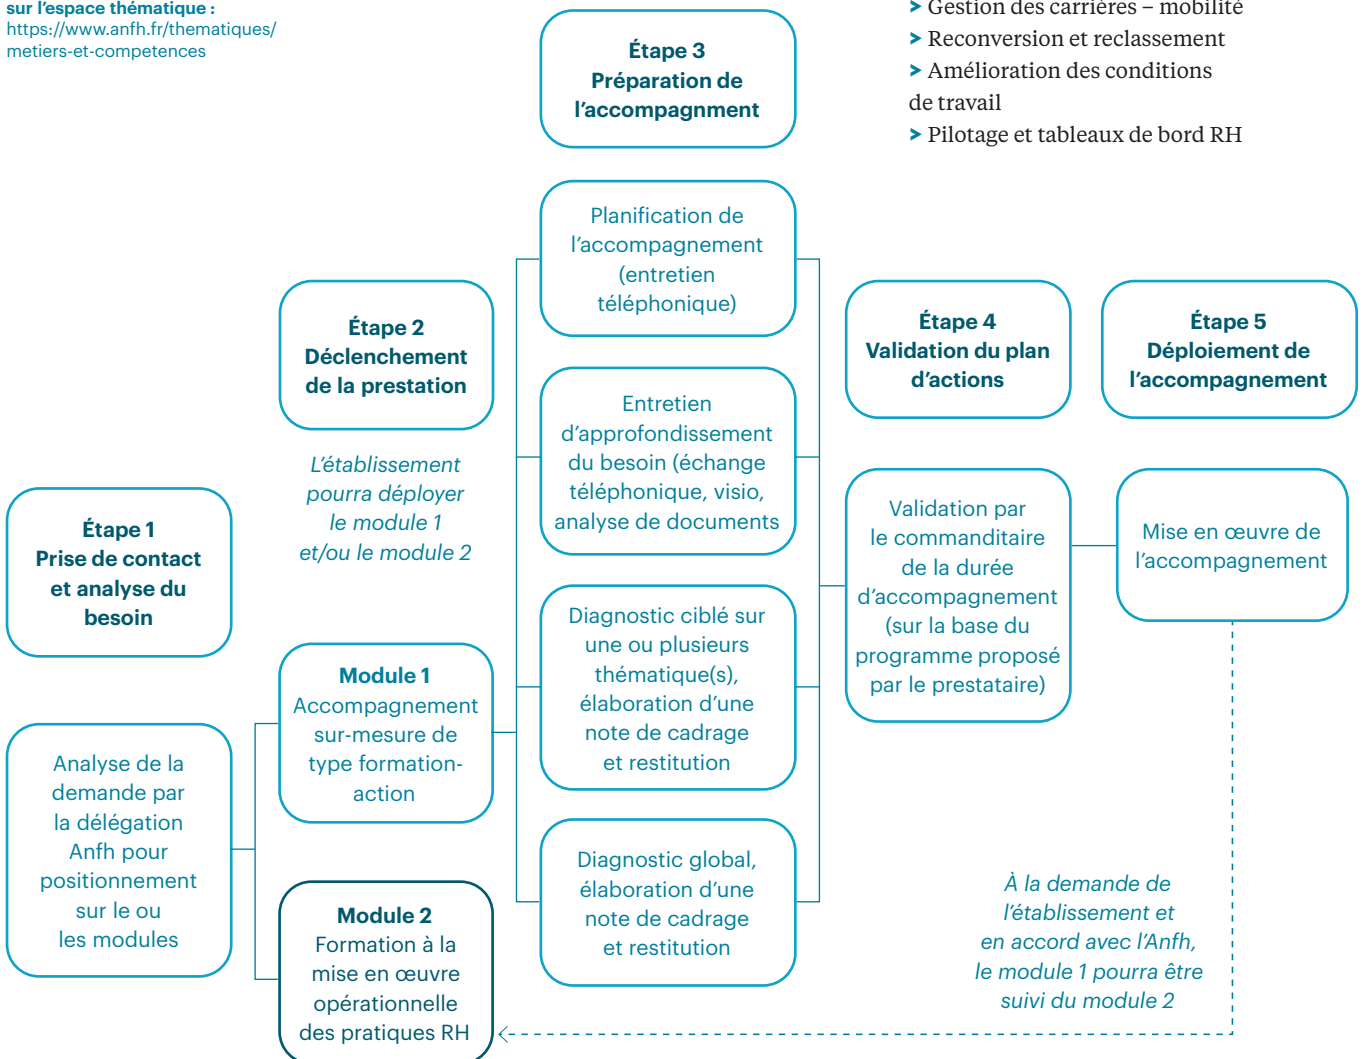 sur l’espace thématique :
https://www.anfh.fr/thematiques/
metiers-et-competences
> Gestion des carrières – mobilité
> Reconversion et reclassement
> Amélioration des conditions
de travail
> Pilotage et tableaux de bord RH
Étape 1
Prise de contact
et analyse du
besoin
Analyse de la
demande par
la délégation
Anfh pour
positionnement
sur le ou
les modules
Étape 2
Déclenchement
de la prestation
L’établissement
pourra déployer
le module 1
et/ou le module 2
Module 1
Accompagnement
sur-mesure de
type formation-
action
Module 2
Formation à la
mise en œuvre
opérationnelle
des pratiques RH
Étape 3
Préparation de
l’accompagnment
Planification de
l’accompagnement
(entretien
téléphonique)
Entretien
d’approfondissement
du besoin (échange
téléphonique, visio,
analyse de documents
Diagnostic ciblé sur
une ou plusieurs
thématique(s),
élaboration d’une
note de cadrage
et restitution
Diagnostic global,
élaboration d’une
note de cadrage
et restitution
Étape 4
Validation du plan
d’actions
Validation par
le commanditaire
de la durée
d’accompagnement
(sur la base du
programme proposé
par le prestataire)
Étape 5
Déploiement de
l’accompagnement
Mise en œuvre de
l’accompagnement
À la demande de
l’établissement et
en accord avec l’Anfh,
le module 1 pourra être
suivi du module 2